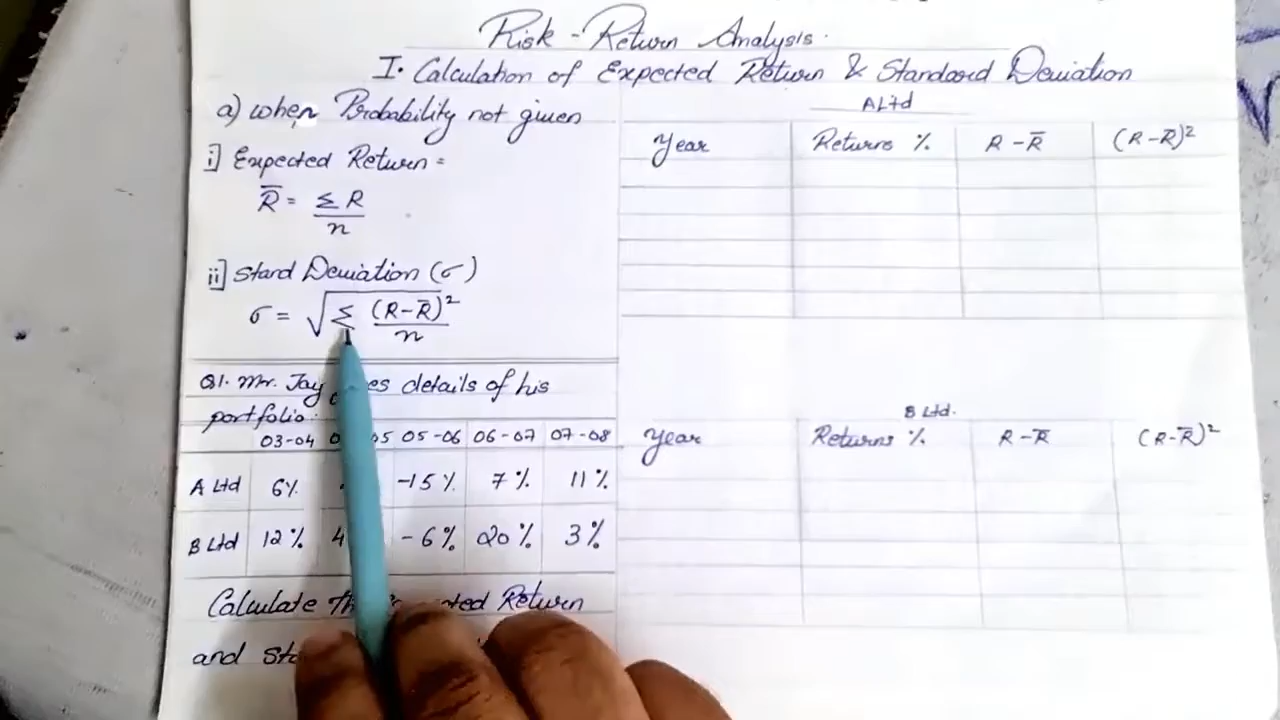 Risk - Return Analysis.
I. Calculation of Expected Return & Standard Deviation
a) When Probability not given
i] Expected Return =
R̅ = Σ R
n
ii] Stard Deviation (σ)
σ = √ Σ (R-R̅)²
n
Q1. Mr. Jay details of his
portfolio.
03-04 05-06 06-07 07-08
A Ltd 6% -15% 7% 11%
B Ltd 12% 4 -6% 20% 3%
Calculate Return
and
A Ltd
Year Returns % R-R̅ (R-R̅)²
B Ltd.
Year Returns % R-R̅ (R-R̅)²